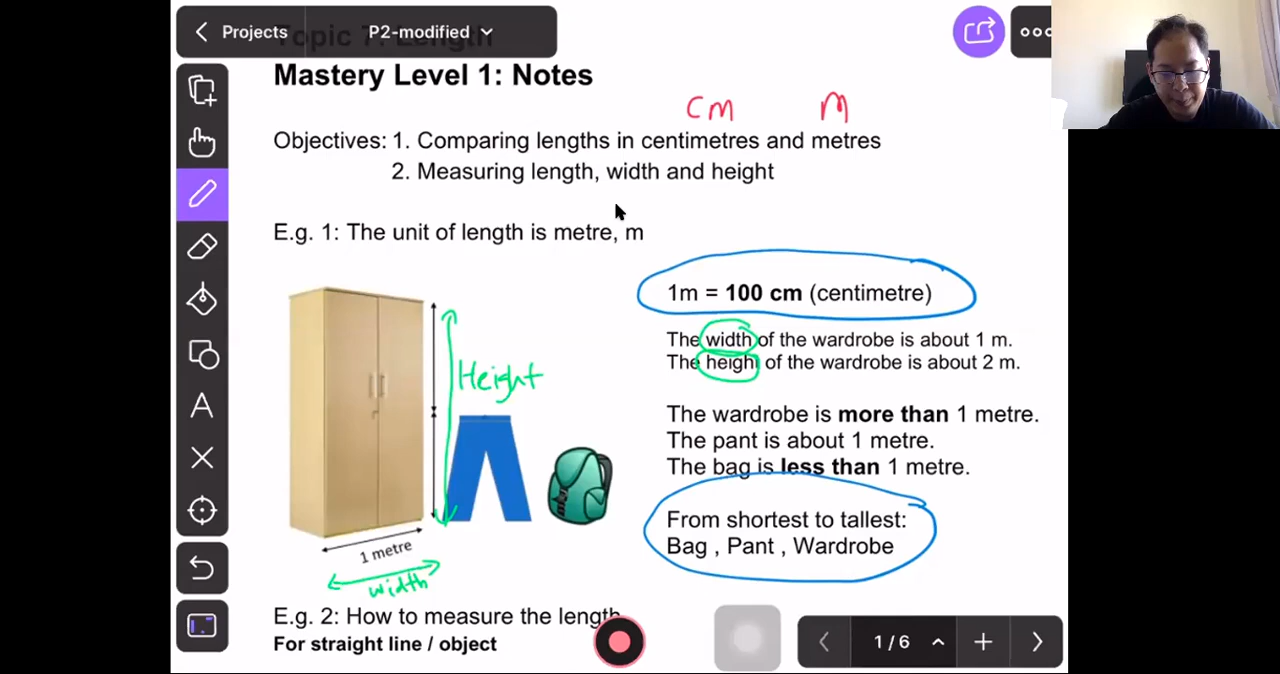 Projects
P2-modified
Topic 7: Length
Mastery Level 1: Notes
cm m
Objectives: 1. Comparing lengths in centimetres and metres
2. Measuring length, width and height
E.g. 1: The unit of length is metre, m
1m = 100 cm (centimetre)
The width of the wardrobe is about 1 m.
The height of the wardrobe is about 2 m.
Height
The wardrobe is more than 1 metre.
The pant is about 1 metre.
The bag is less than 1 metre.
From shortest to tallest:
Bag , Pant , Wardrobe
1 metre
width
E.g. 2: How to measure the length
For straight line / object
1 / 6